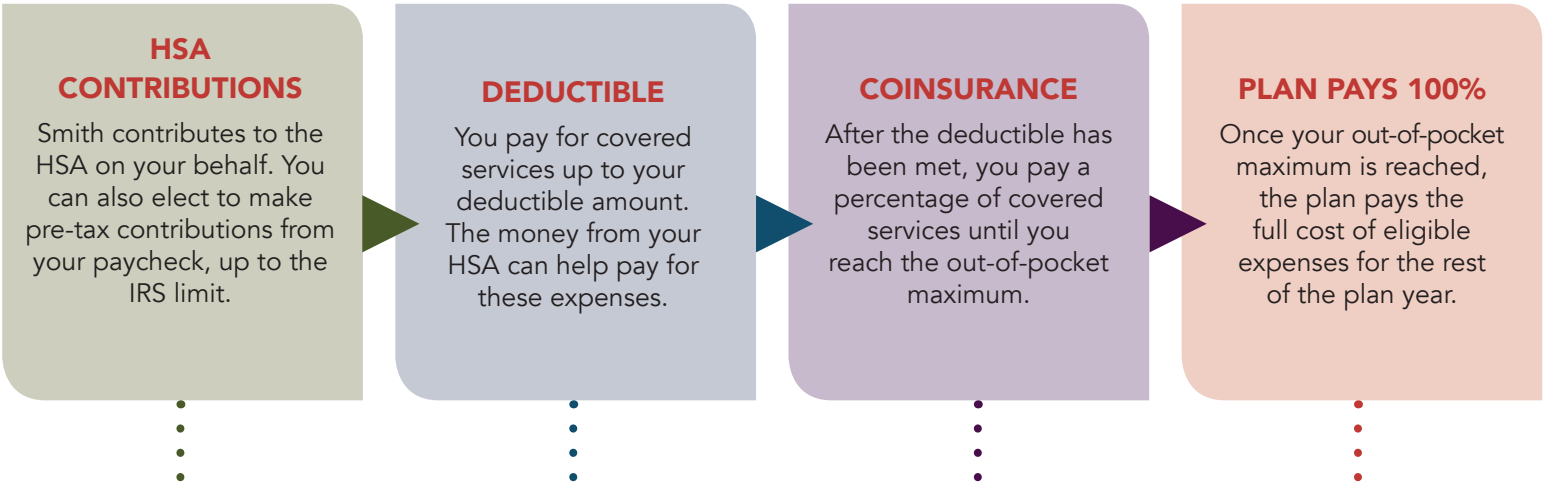 HSA
CONTRIBUTIONS
Smith contributes to the
HSA on your behalf. You
can also elect to make
pre-tax contributions from
your paycheck, up to the
IRS limit.
DEDUCTIBLE
You pay for covered
services up to your
deductible amount.
The money from your
HSA can help pay for
these expenses.
COINSURANCE
After the deductible has
been met, you pay a
percentage of covered
services until you
reach the out-of-pocket
maximum.
PLAN PAYS 100%
Once your out-of-pocket
maximum is reached,
the plan pays the
full cost of eligible
expenses for the rest
of the plan year.